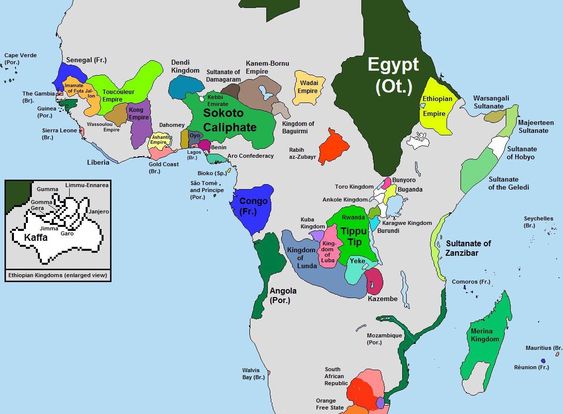 Cape Verde
(Por.)
Senegal (Fr.)
The Gambia
(Br.)
Imamate
of Futa Jal-
lon
Toucouleur
Empire
Guinea
(Por.)
Wassoulou
Empire
Kong
Empire
Sierra Leone
(Br.)
Liberia
Dahomey
Ashanti
Empire
Gold Coast
(Br.)
Oyo
Lagos (Br.)
Benin
Dendi
Kingdom
Sultanate of
Damagaram
Kebbi
Emirate
Sokoto
Caliphate
Kanem-Bornu
Empire
Wadai
Empire
Kingdom of
Baguirmi
Aro Confederacy
Bioko (Sp.)
São Tomé
and Príncipe
(Por.)
Rabih
az-Zubayr
Egypt
(Ot.)
Ethiopian
Empire
Warsangali
Sultanate
Majeerteen
Sultanate
Sultanate
of Hobyo
Sultanate
of the Geledi
Bunyoro
Toro Kingdom
Buganda
Ankole Kingdom
Rwanda
Karagwe Kingdom
Burundi
Congo
(Fr.)
Kuba
Kingdom
Tippu
Tip
Kingdom
of
Lunda
King-
dom
of
Luba
Yeke
Kazembe
Angola
(Por.)
Sultanate of
Zanzibar
Seychelles
(Br.)
Comoros (Fr.)
Mozambique
(Por.)
Merina
Kingdom
Mauritius (Br.)
Réunion (Fr.)
Walvis
Bay (Br.)
South
African
Republic
Orange
Free State
Gumma
Limmu-Ennarea
Gomma
Gera
Janjero
Jimma
Garo
Kaffa
Ethiopian Kingdoms (enlarged view)